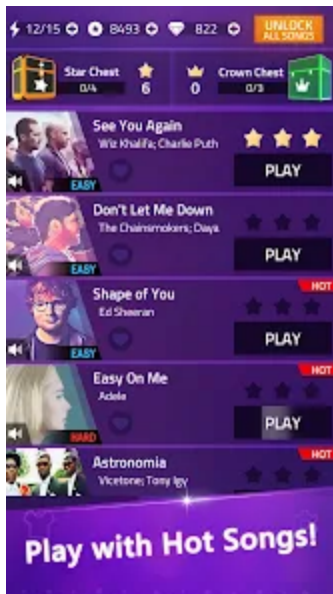 12/15 8493 822 UNLOCK
ALL SONGS
Star Chest 0/4 6
0 Crown Chest 0/3
See You Again
Wiz Khalifa; Charlie Puth
EASY PLAY
Don't Let Me Down
The Chainsmokers; Daya
EASY PLAY
HOT
Shape of You
Ed Sheeran
EASY PLAY
HOT
Easy On Me
Adele
HARD PLAY
HOT
Astronomia
Vicetone; Tony Igy
Play with Hot Songs!